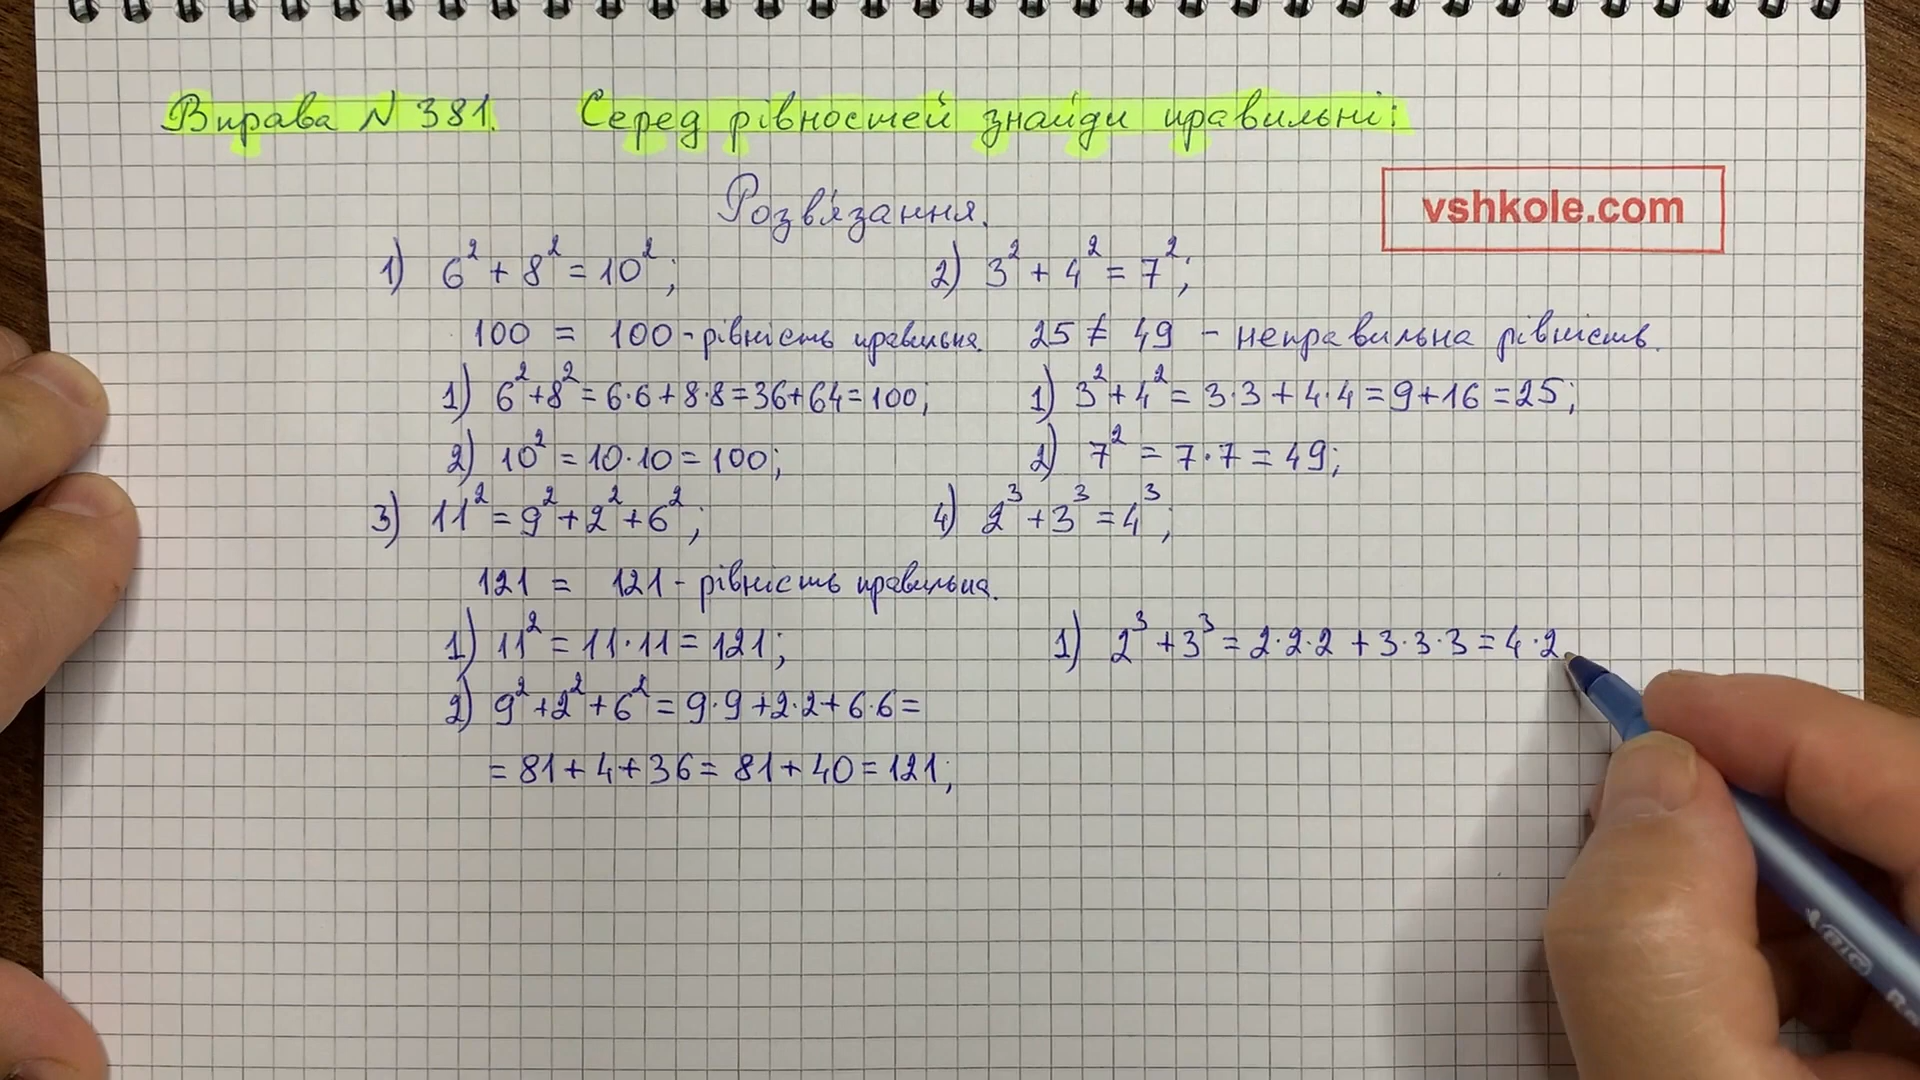 Вправа N 381. Серед рівностей знайди правильні:
Розв'язання.
vshkole.com
1) 6² + 8² = 10²; 2) 3² + 4² = 7²;
100 = 100 - рівність правильна. 25 ≠ 49 - неправильна рівність.
1) 6² + 8² = 6·6 + 8·8 = 36 + 64 = 100; 1) 3² + 4² = 3·3 + 4·4 = 9 + 16 = 25;
2) 10² = 10·10 = 100; 2) 7² = 7·7 = 49;
3) 11² = 9² + 2² + 6²; 4) 2³ + 3³ = 4³;
121 = 121 - рівність правильна.
1) 11² = 11·11 = 121; 1) 2³ + 3³ = 2·2·2 + 3·3·3 = 4·2
2) 9² + 2² + 6² = 9·9 + 2·2 + 6·6 =
= 81 + 4 + 36 = 81 + 40 = 121;
BIC